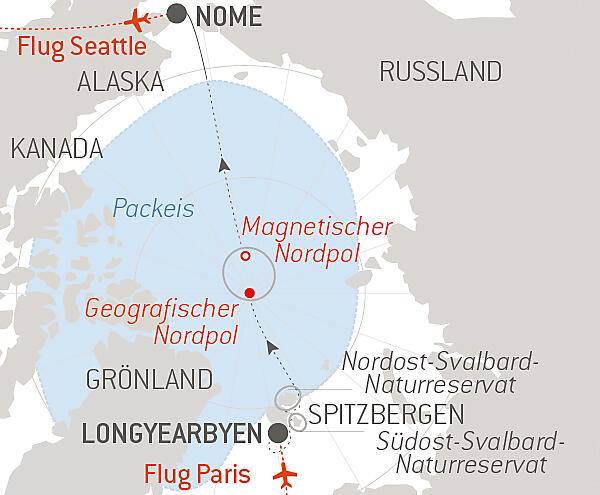 NOME
Flug Seattle
ALASKA
RUSSLAND
KANADA
Packeis
Magnetischer
Nordpol
Geografischer
Nordpol
Nordost-Svalbard-
Naturreservat
GRÖNLAND
SPITZBERGEN
LONGYEARBYEN
Südost-Svalbard-
Naturreservat
Flug Paris